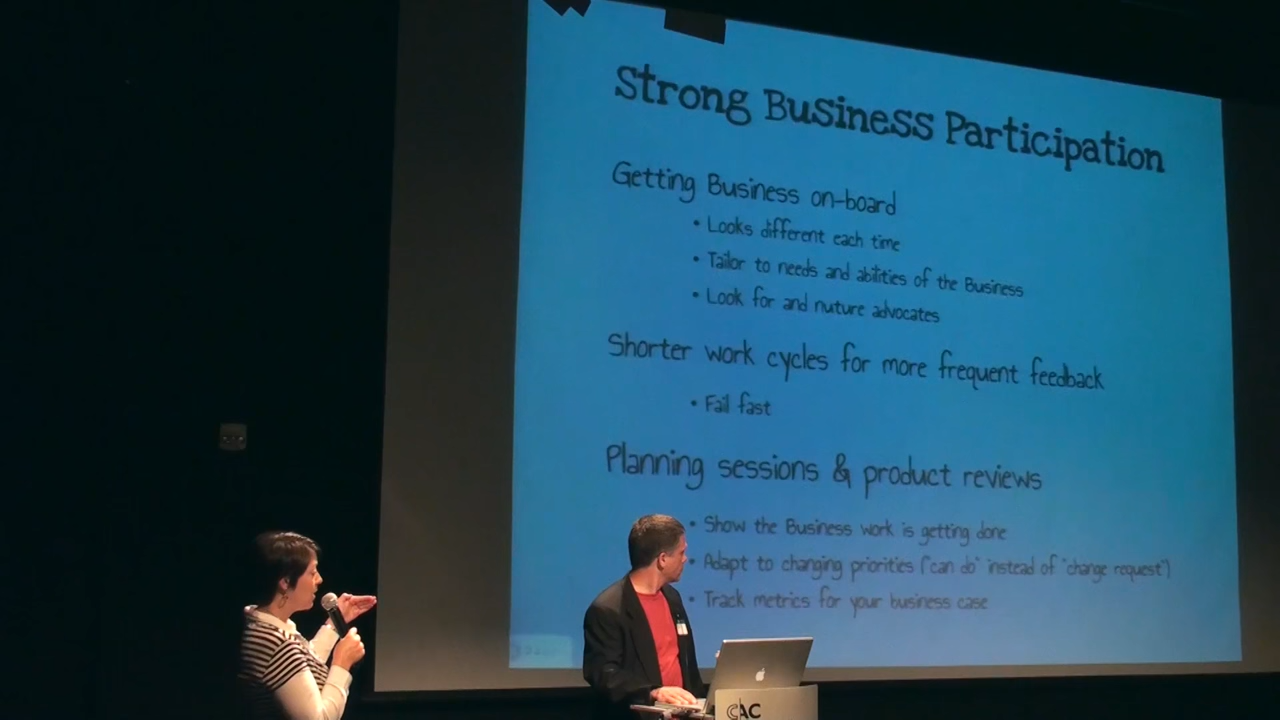 Strong Business Participation
Getting Business on-board
• Looks different each time
• Tailor to needs and abilities of the Business
• Look for and nuture advocates
Shorter work cycles for more frequent feedback
• Fail fast
Planning sessions & product reviews
• Show the Business work is getting done
• Adapt to changing priorities ("can do" instead of "change request")
• Track metrics for your business case
CAC